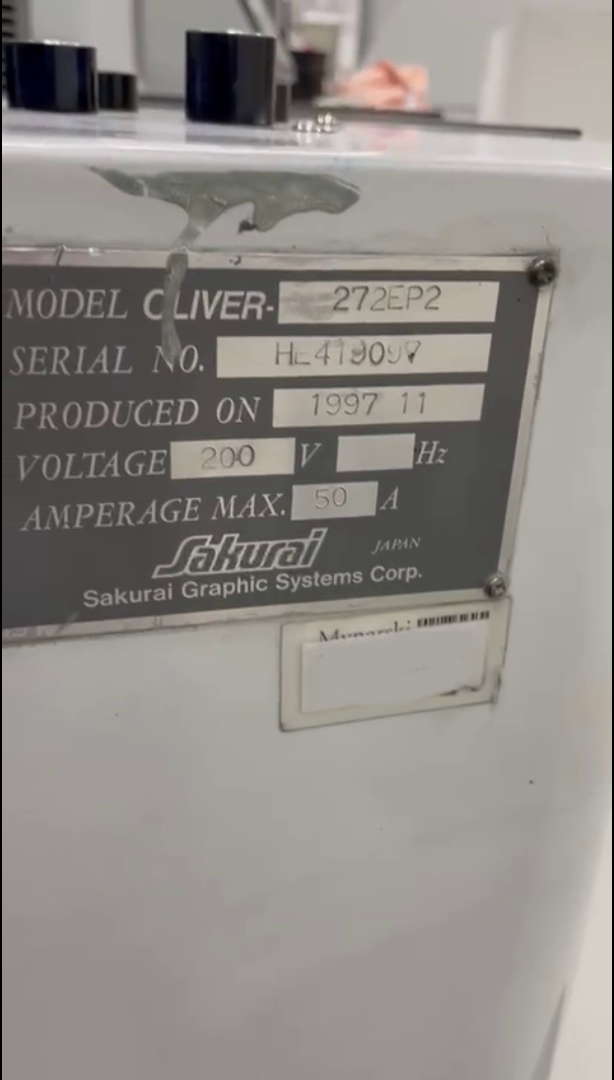 MODEL OLIVER- 272EP2
SERIAL NO.
PRODUCED ON 1997 11
VOLTAGE 200 V Hz
AMPERAGE MAX. 50 A
Sakurai JAPAN
Sakurai Graphic Systems Corp.